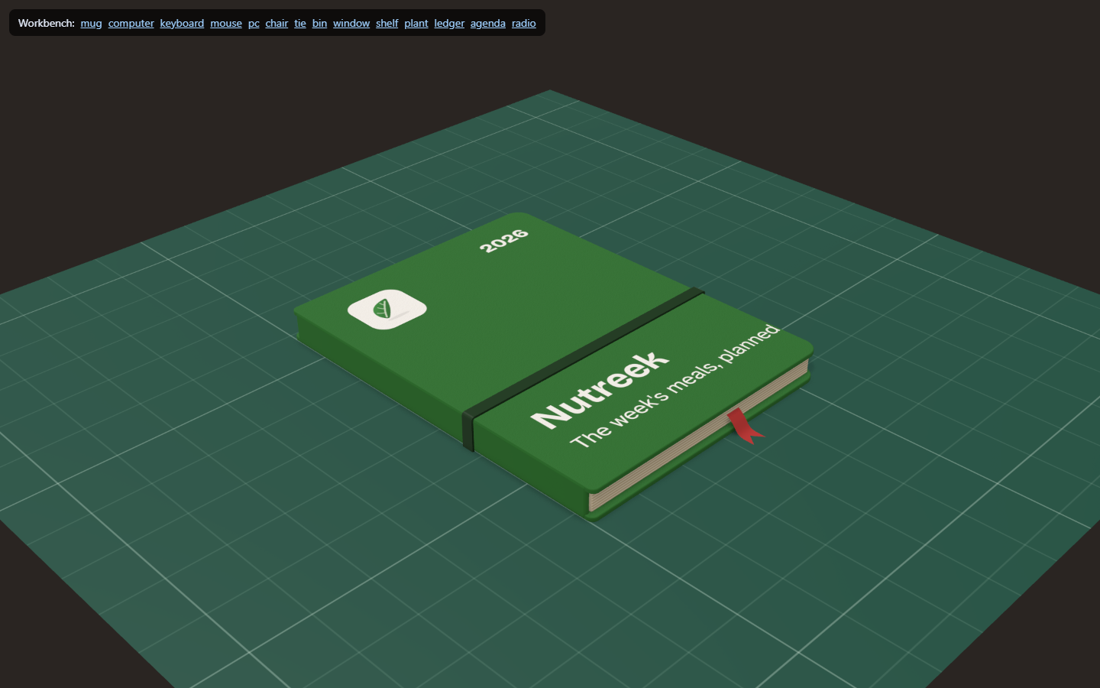 Workbench: mug computer keyboard mouse pc chair tie bin window shelf plant ledger agenda radio
2026
Nutreek
The week's meals, planned